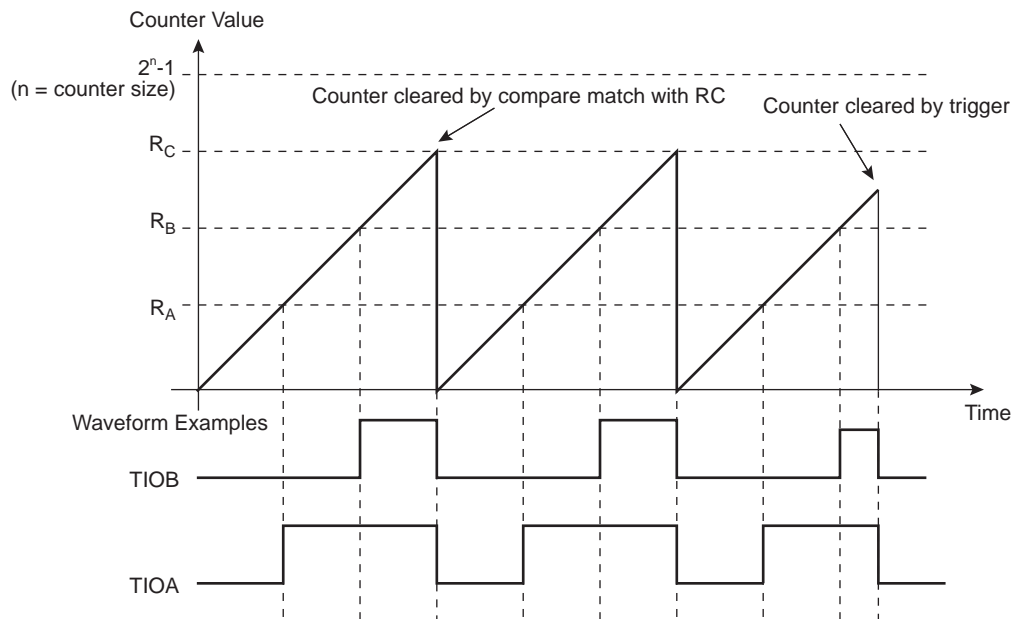 Counter Value
2ⁿ-1
(n = counter size)
Counter cleared by compare match with RC
Counter cleared by trigger
R_C
R_B
R_A
Time
Waveform Examples
TIOB
TIOA